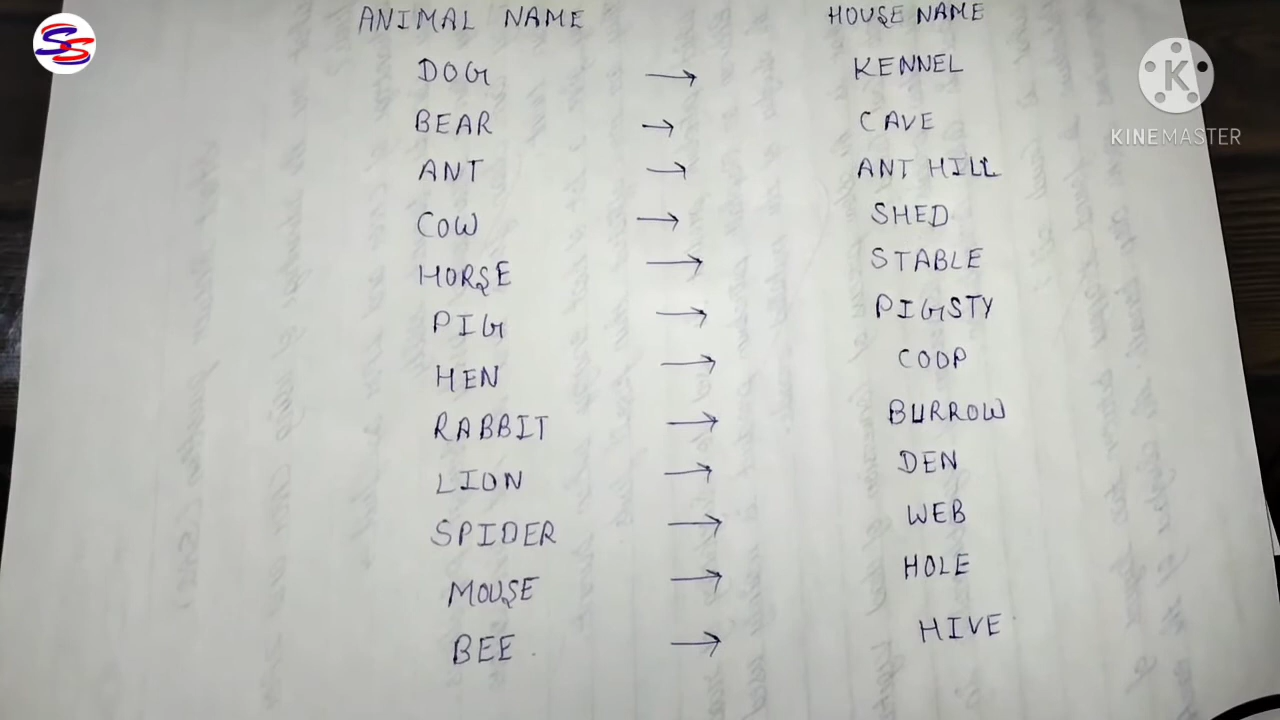 SS
ANIMAL NAME HOUSE NAME
DOG → KENNEL
KINEMASTER
BEAR → CAVE
ANT → ANT HILL
COW → SHED
HORSE → STABLE
PIG → PIGSTY
HEN → COOP
RABBIT → BURROW
LION → DEN
SPIDER → WEB
MOUSE → HOLE
BEE → HIVE